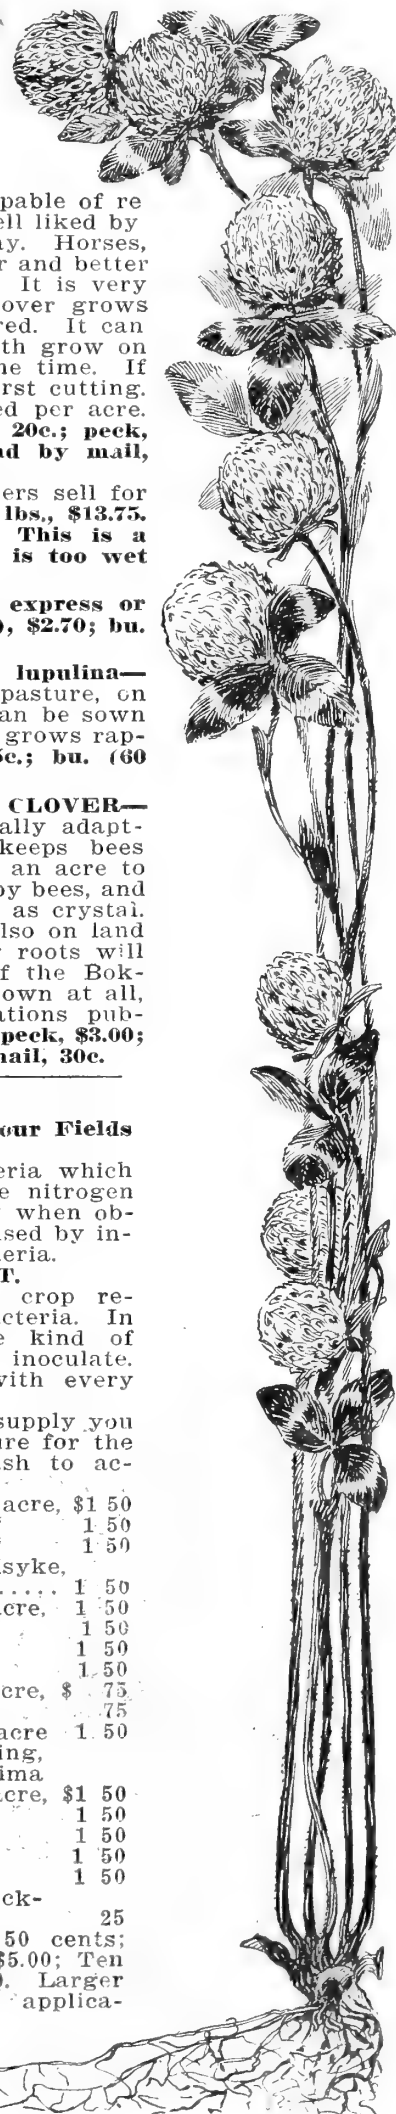 pable of re
ell liked by
ay. Horses,
r and better
It is very
over grows
red. It can
th grow on
ne time. If
rst cutting.
ed per acre.
20c.; peck,
nd by mail,
ers sell for
lbs., $13.75.
This is a
is too wet
express or
), $2.70; bu.
lupulina—
pasture, on
an be sown
grows rap-
5c.; bu. (60
CLOVER—
ally adapt-
keeps bees
an acre to
by bees, and
as crystal.
lso on land
r roots will
f the Bok-
own at all,
ations pub-
peck, $3.00;
nail, 30c.
our Fields
eria which
e nitrogen
when ob-
sed by in-
eria.
T.
crop re-
cteria. In
e kind of
inoculate.
with every
supply you
ure for the
sh to ac-
acre, $1 50
1 50
1 50
syke,
..... 1 50
cre, 1 50
1 50
1 50
1 50
cre, $ 75
75
acre 1 50
ing,
ima
cre, $1 50
1 50
1 50
1 50
1 50
ck-
25
50 cents;
$5.00; Ten
). Larger
applica-